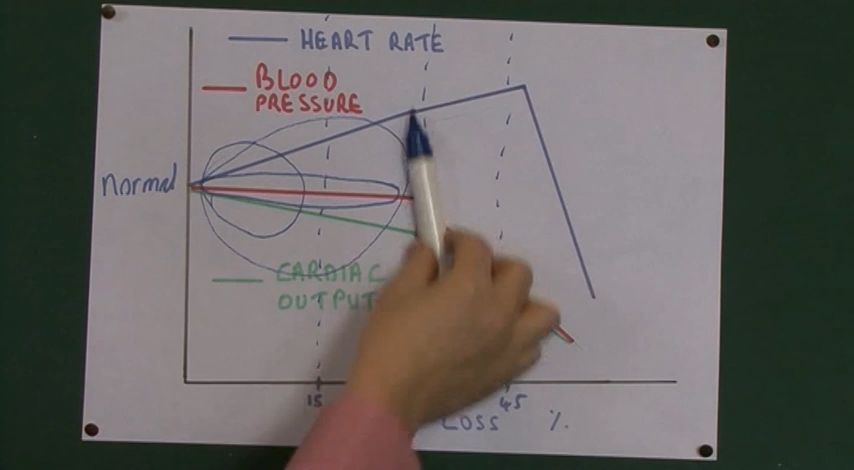 HEART RATE
BLOOD
PRESSURE
normal
CARDIAC
OUTPUT
15
45
LOSS %